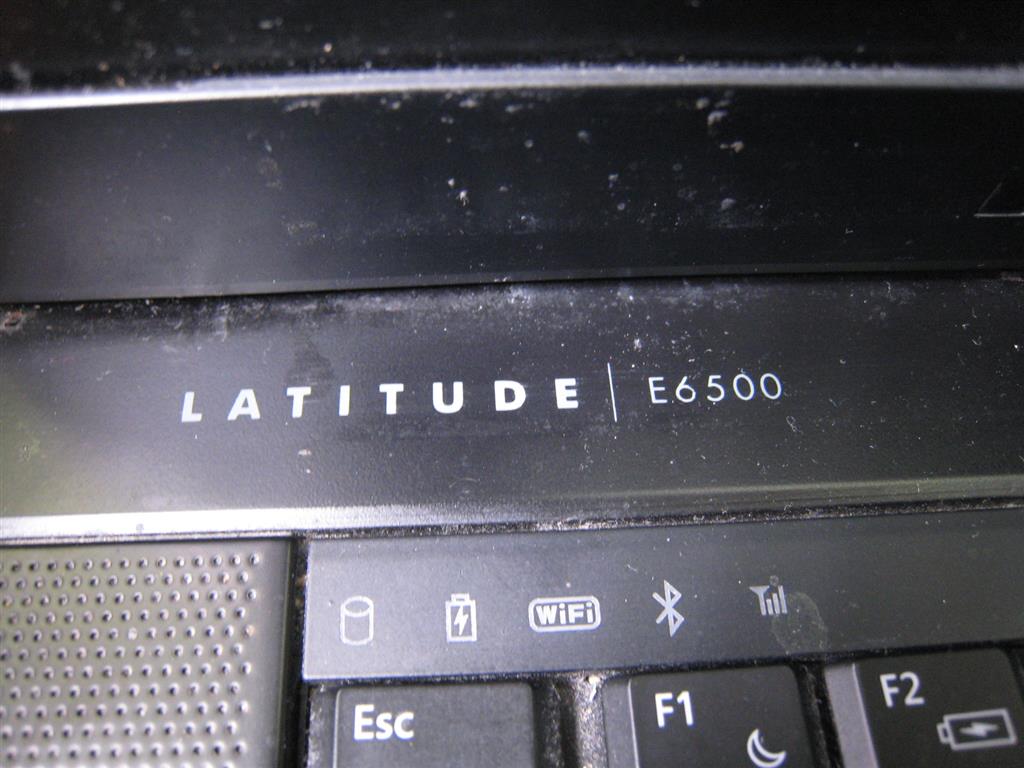 LATITUDE | E6500
WiFi
Esc F1 F2